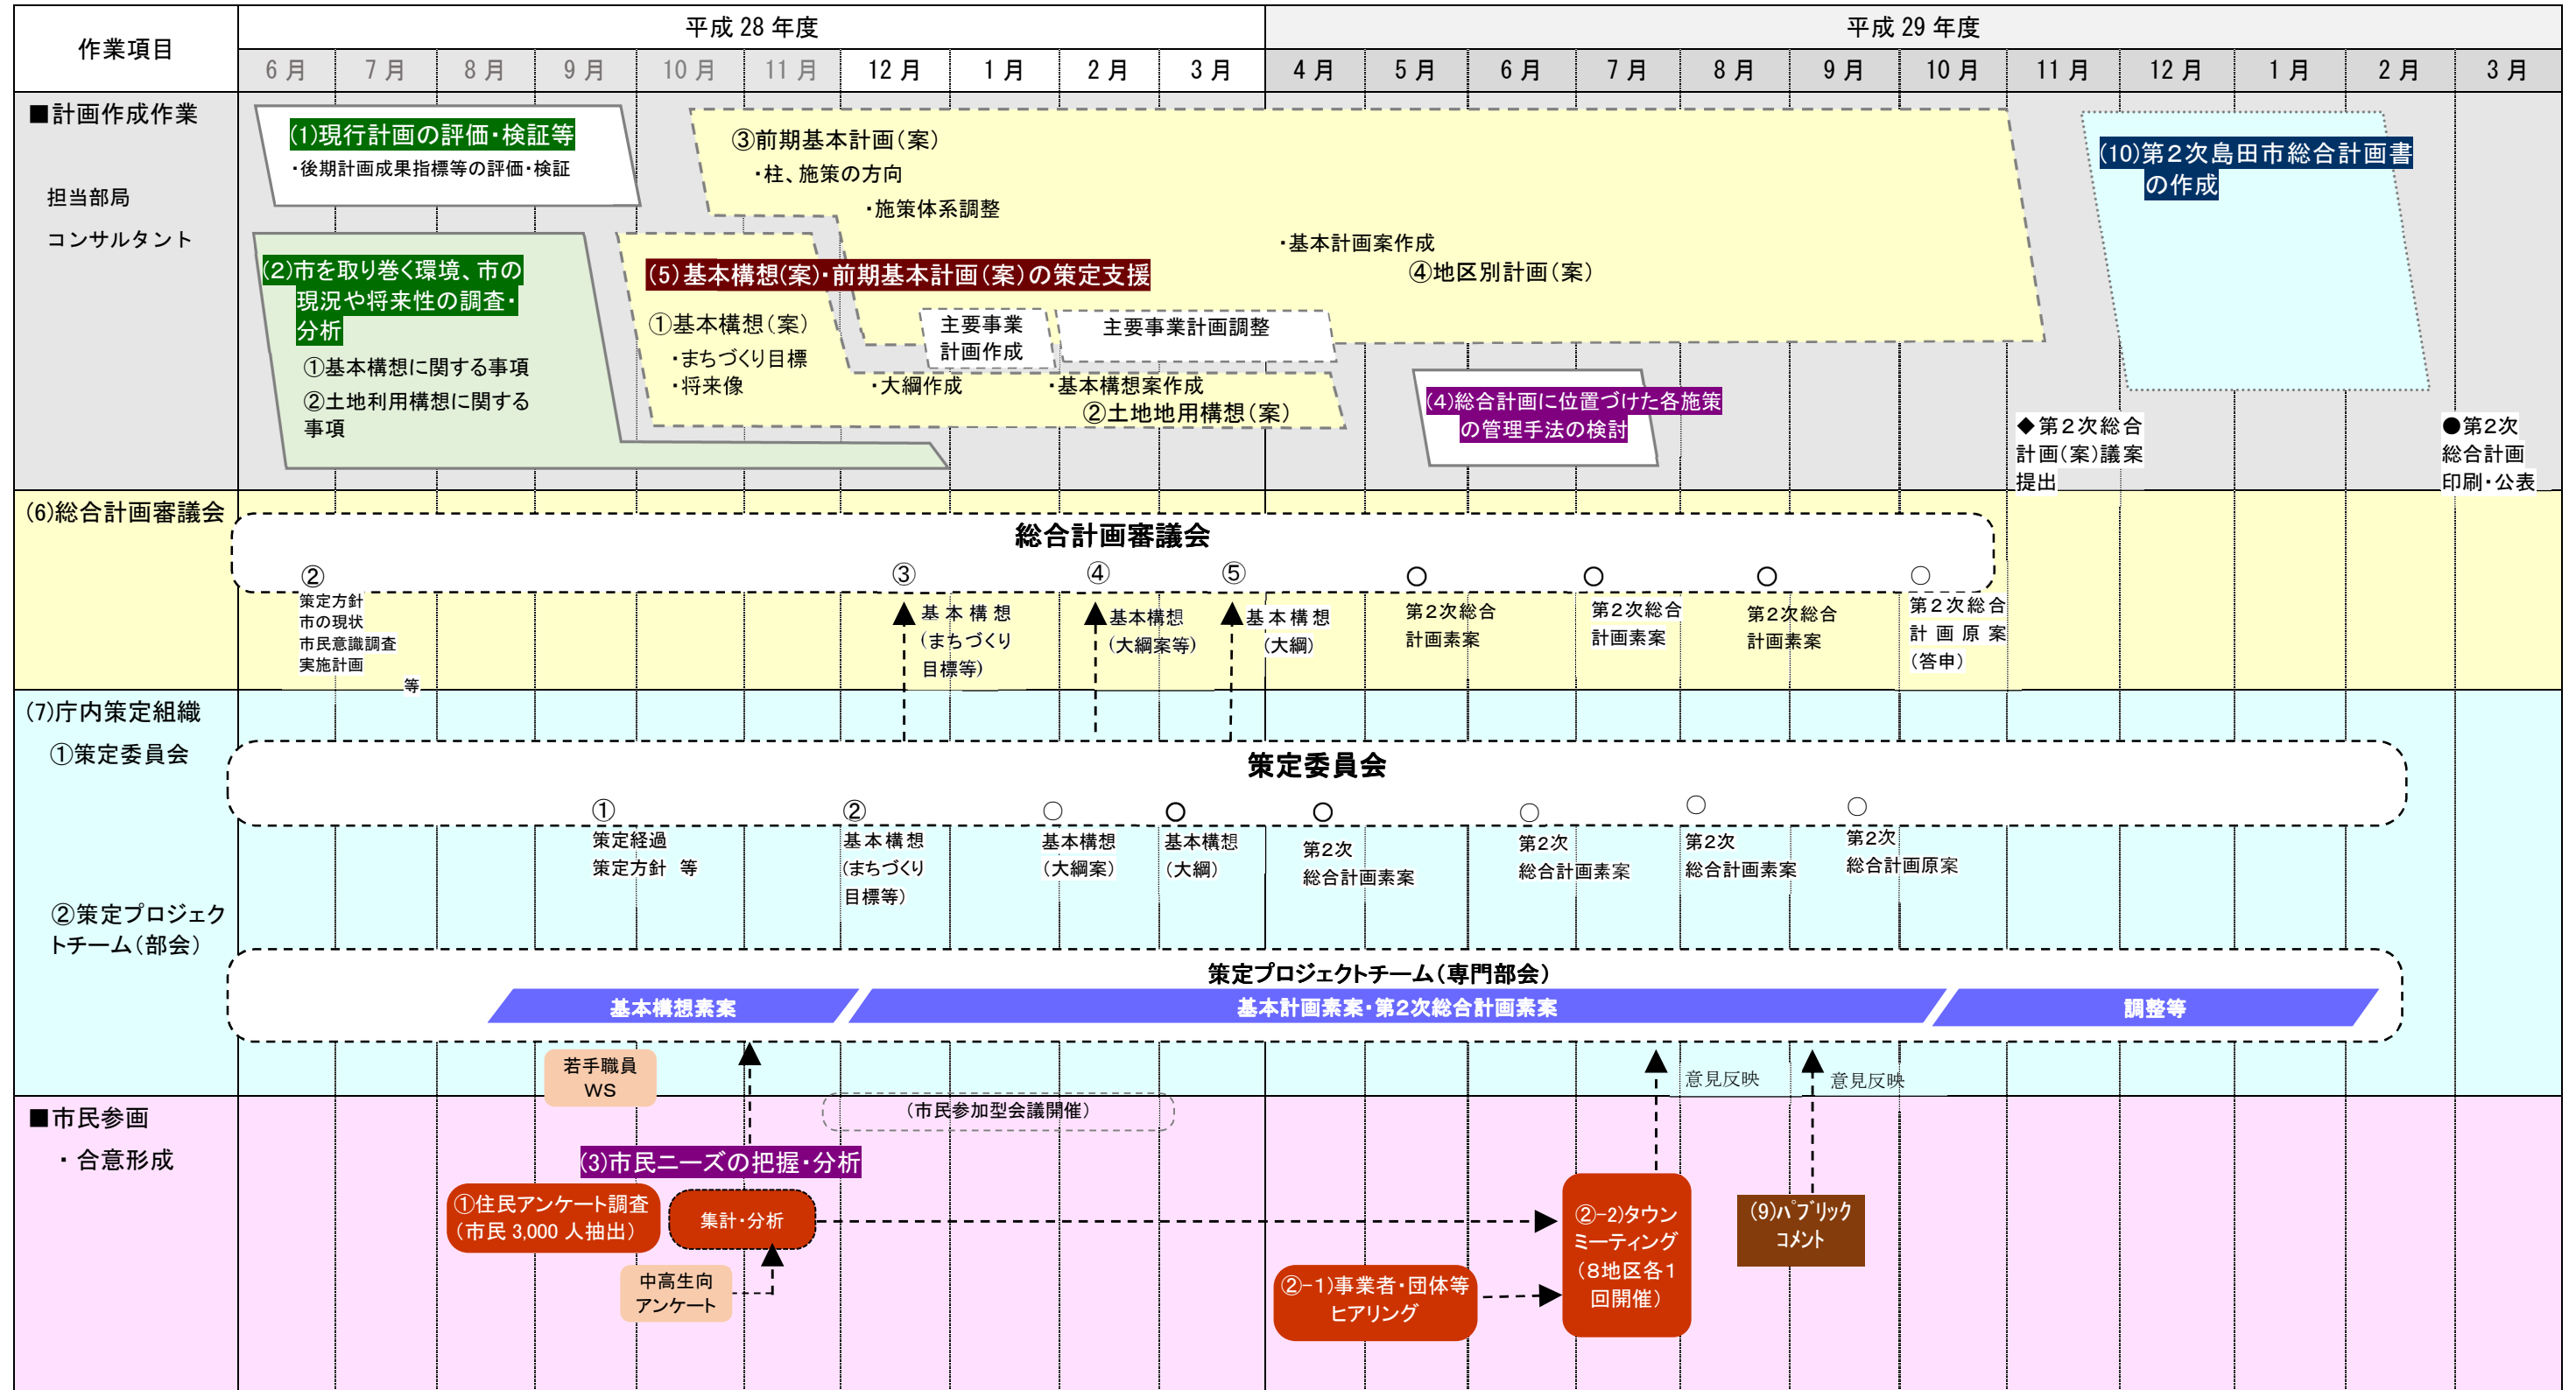 作業項目
平成 28 年度
平成 29 年度
6 月
7 月
8 月
9 月
10 月
11 月
12 月
1 月
2 月
3 月
4 月
5 月
6 月
7 月
8 月
9 月
10 月
11 月
12 月
1 月
2 月
3 月
■計画作成作業
担当部局
コンサルタント
(1)現行計画の評価・検証等
・後期計画成果指標等の評価・検証
(2)市を取り巻く環境、市の
現況や将来性の調査・
分析
①基本構想に関する事項
②土地利用構想に関する
事項
③前期基本計画(案)
・柱、施策の方向
・施策体系調整
・基本計画案作成
④地区別計画(案)
(5)基本構想(案)・前期基本計画(案)の策定支援
①基本構想(案)
・まちづくり目標
・将来像
主要事業
計画作成
主要事業計画調整
・大綱作成
・基本構想案作成
②土地地用構想(案)
(4)総合計画に位置づけた各施策
の管理手法の検討
(10)第2次島田市総合計画書
の作成
◆第2次総合
計画(案)議案
提出
●第2次
総合計画
印刷・公表
(6)総合計画審議会
総合計画審議会
②
策定方針
市の現状
市民意識調査
実施計画
等
③
基本構想
(まちづくり
目標等)
④
基本構想
(大綱案等)
⑤
基本構想
(大綱)
○
第2次総合
計画素案
○
第2次総合
計画素案
○
第2次総合
計画素案
○
第2次総合
計画原案
(答申)
(7)庁内策定組織
①策定委員会
策定委員会
①
策定経過
策定方針 等
②
基本構想
(まちづくり
目標等)
○
基本構想
(大綱案)
○
基本構想
(大綱)
○
第2次
総合計画素案
○
第2次
総合計画素案
○
第2次
総合計画素案
○
第2次
総合計画原案
②策定プロジェク
トチーム(部会)
策定プロジェクトチーム(専門部会)
基本構想素案
基本計画素案・第2次総合計画素案
調整等
若手職員
WS
意見反映
意見反映
■市民参画
・合意形成
(市民参加型会議開催)
(3)市民ニーズの把握・分析
①住民アンケート調査
(市民 3,000 人抽出)
集計・分析
中高生向
アンケート
②-1)事業者・団体等
ヒアリング
②-2)タウン
ミーティング
(8地区各1
回開催)
(9)パブリック
コメント